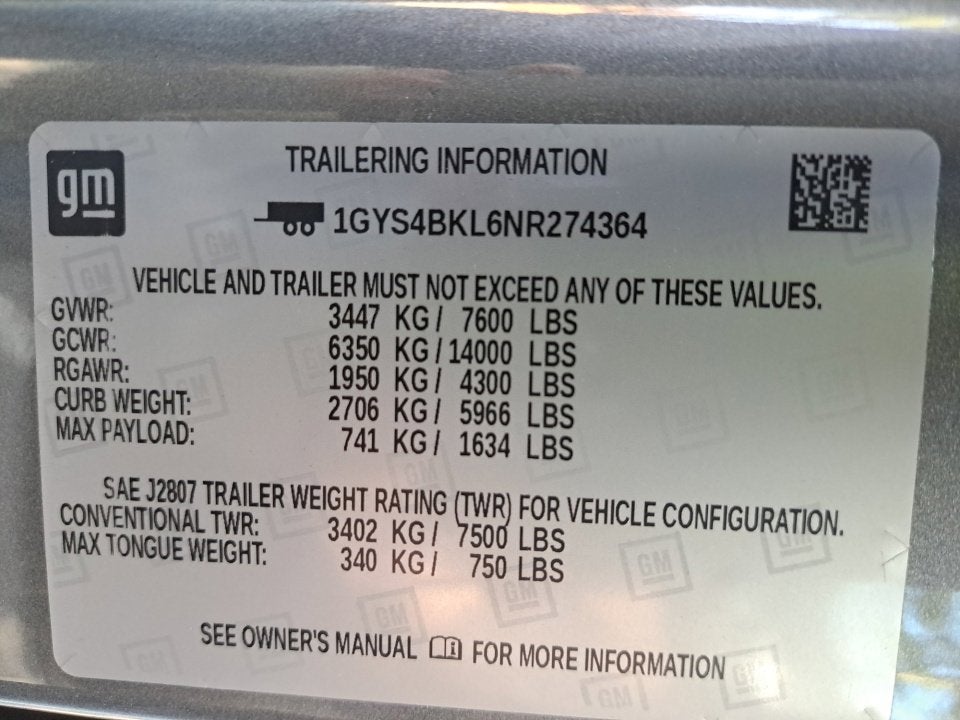 gm
TRAILERING INFORMATION
1GYS4BKL6NR274364
VEHICLE AND TRAILER MUST NOT EXCEED ANY OF THESE VALUES.
GVWR: 3447 KG / 7600 LBS
GCWR: 6350 KG / 14000 LBS
RGAWR: 1950 KG / 4300 LBS
CURB WEIGHT: 2706 KG / 5966 LBS
MAX PAYLOAD: 741 KG / 1634 LBS
SAE J2807 TRAILER WEIGHT RATING (TWR) FOR VEHICLE CONFIGURATION.
CONVENTIONAL TWR: 3402 KG / 7500 LBS
MAX TONGUE WEIGHT: 340 KG / 750 LBS
SEE OWNER'S MANUAL FOR MORE INFORMATION